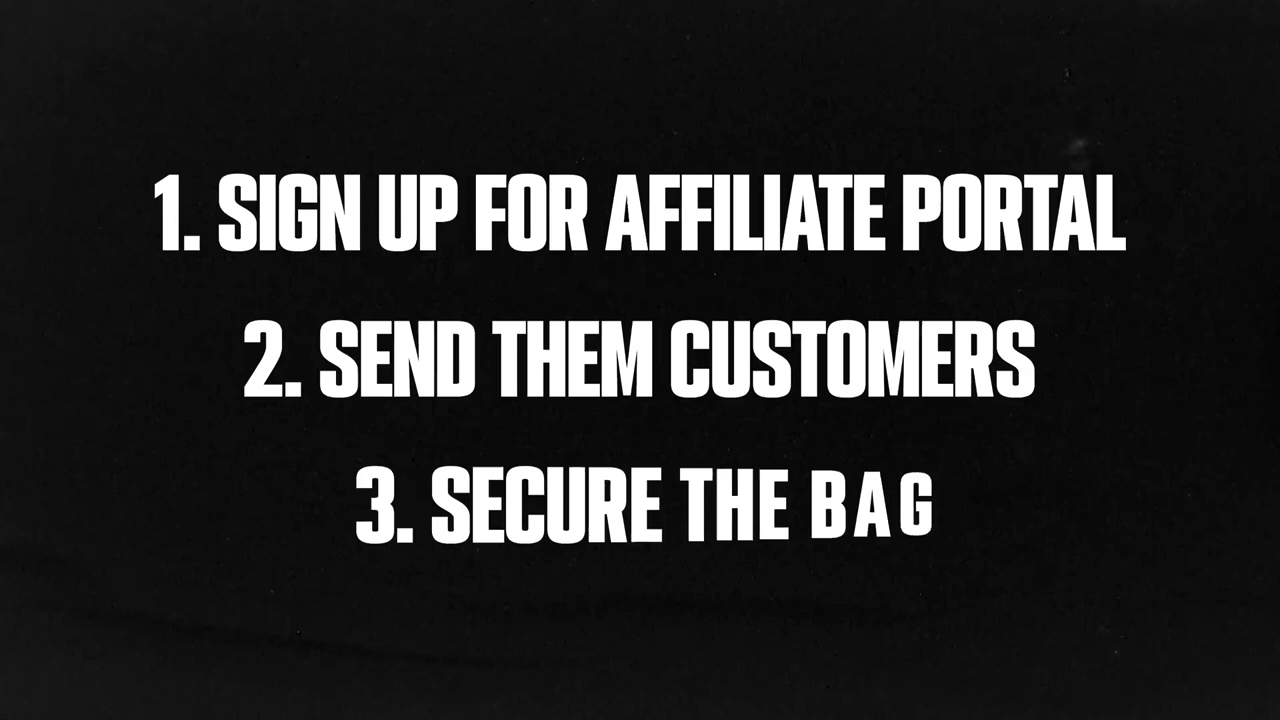 1. SIGN UP FOR AFFILIATE PORTAL
2. SEND THEM CUSTOMERS
3. SECURE THE BAG